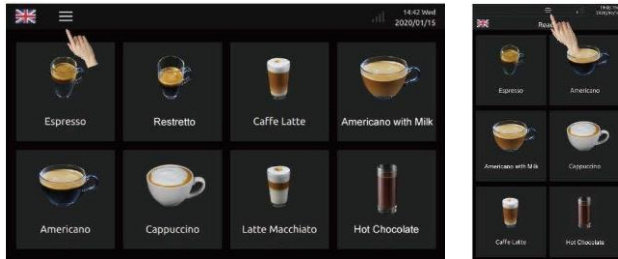 14:42 Wed
2020/01/15
Espresso
Restretto
Caffe Latte
Americano with Milk
Americano
Cappuccino
Latte Macchiato
Hot Chocolate
Espresso
Americano
Americano with Milk
Cappuccino
Caffe Latte
Hot Chocolate